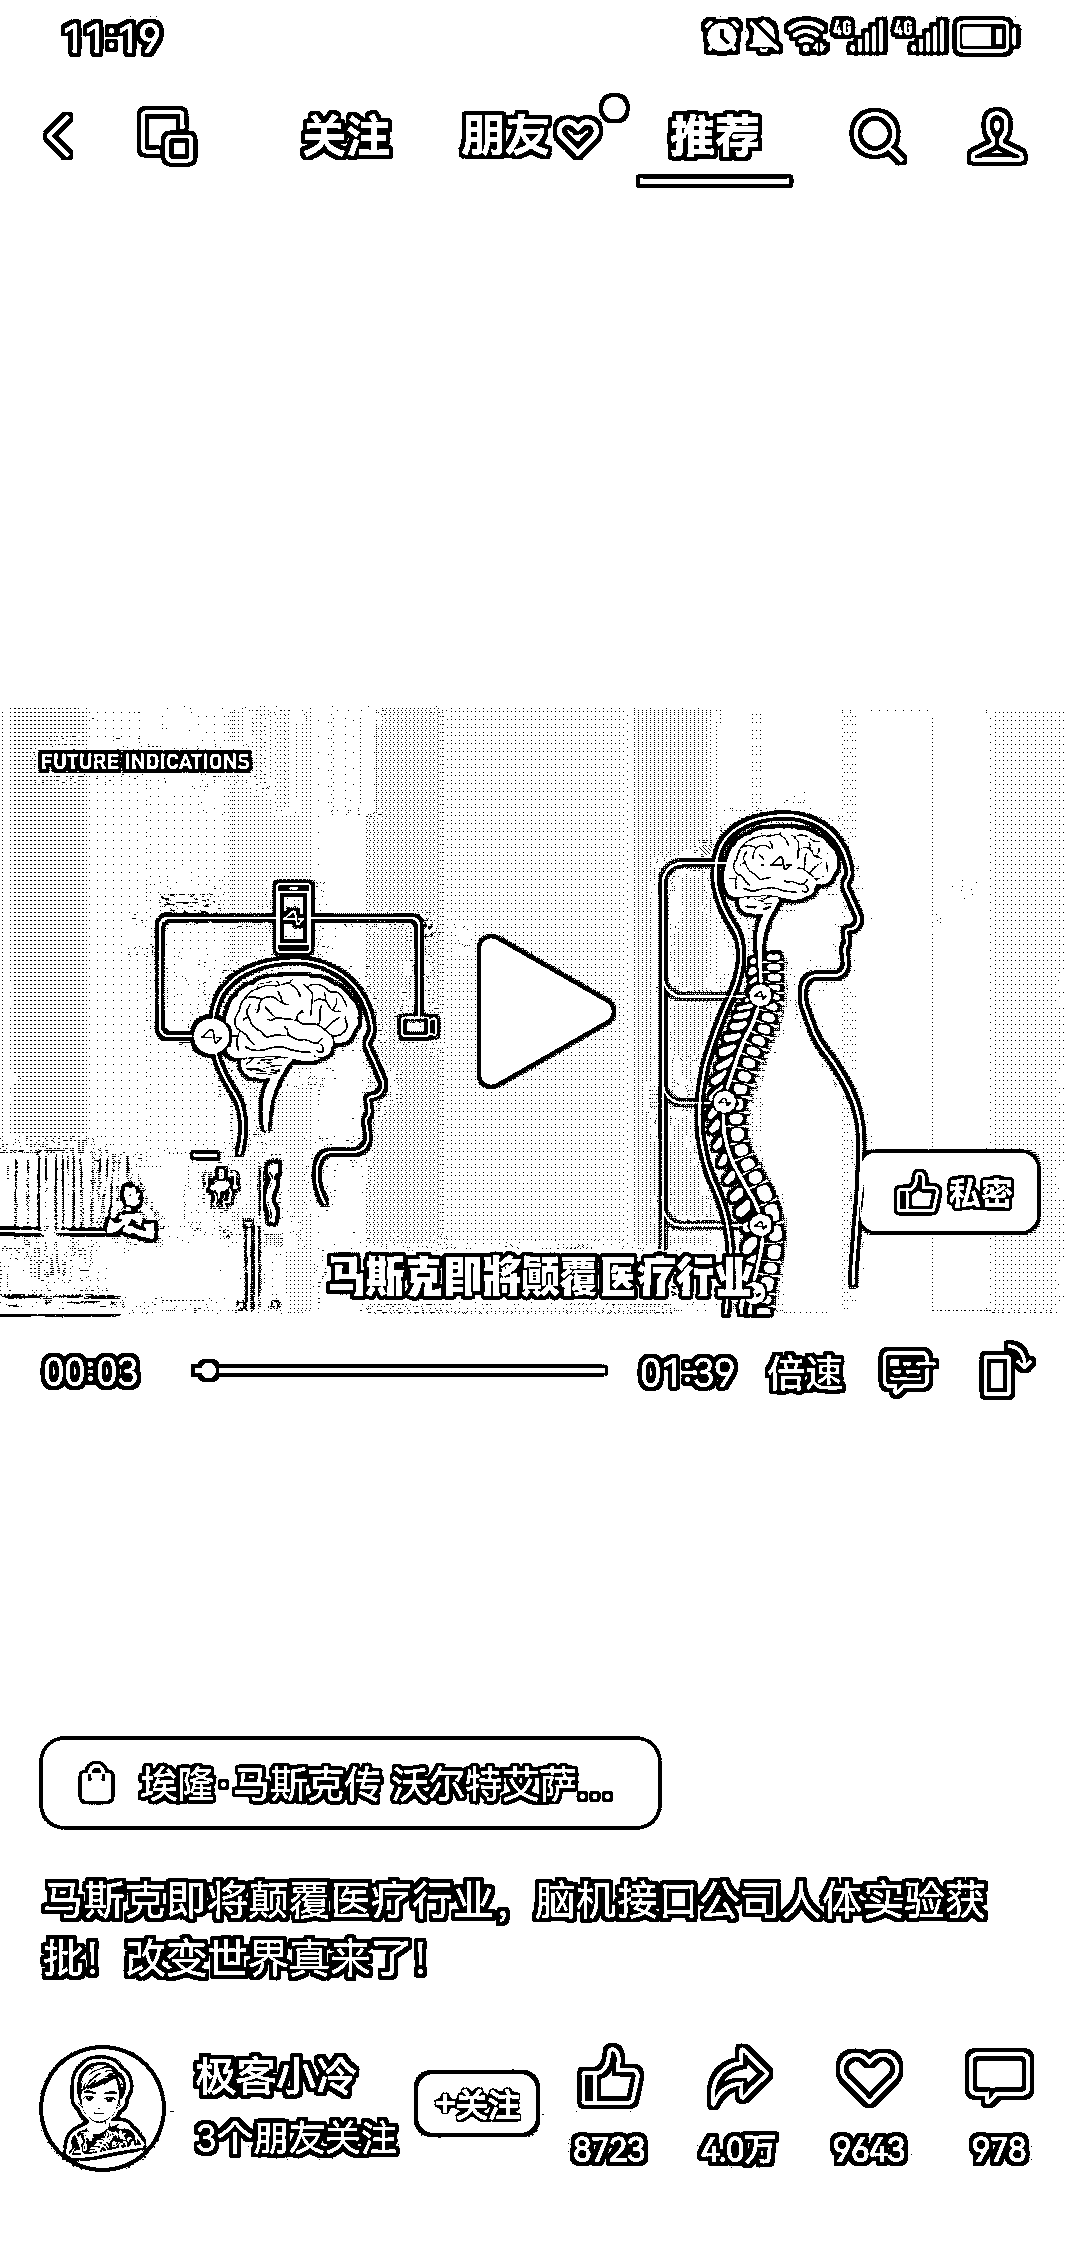 11:19
4G 4G
关注 朋友 推荐
FUTURE INDICATIONS
私密
马斯克即将颠覆医疗行业
00:03 01:39 倍速
埃隆·马斯克传 沃尔特艾萨...
马斯克即将颠覆医疗行业，脑机接口公司人体实验获
批！改变世界真来了！
极客小冷
3个朋友关注
+关注
8723 4.0万 9643 978